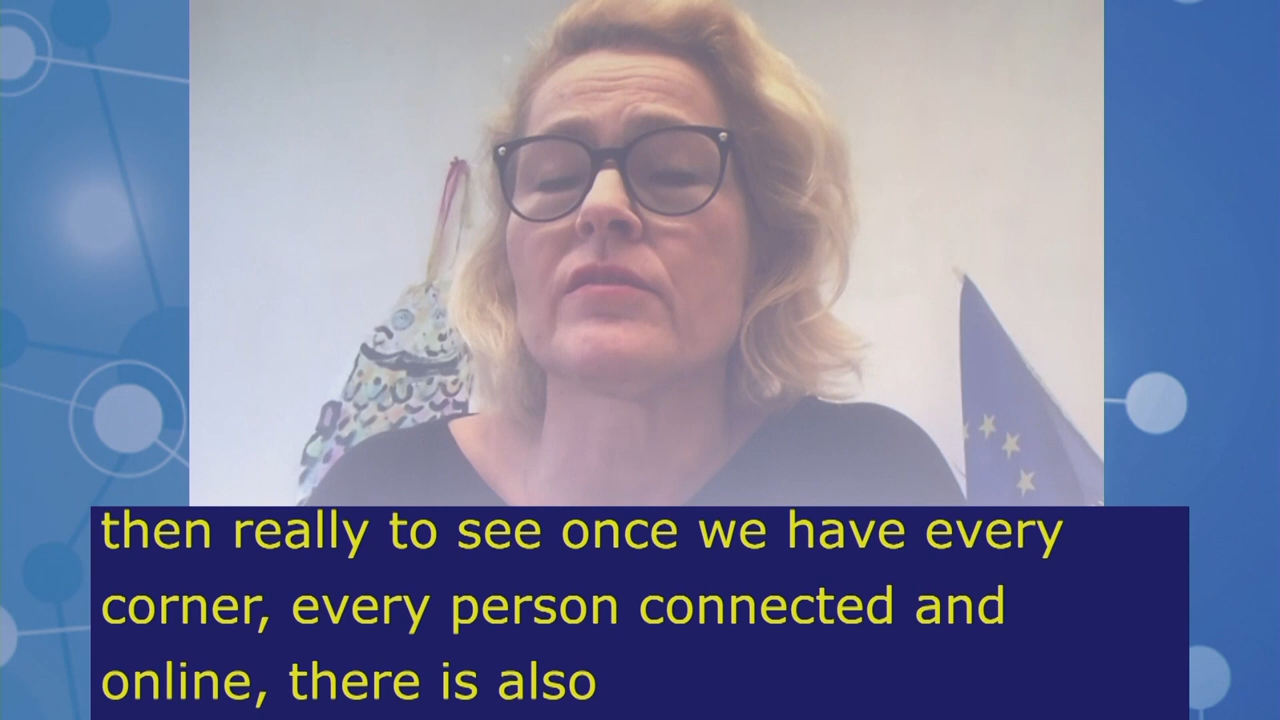 then really to see once we have every
corner, every person connected and
online, there is also